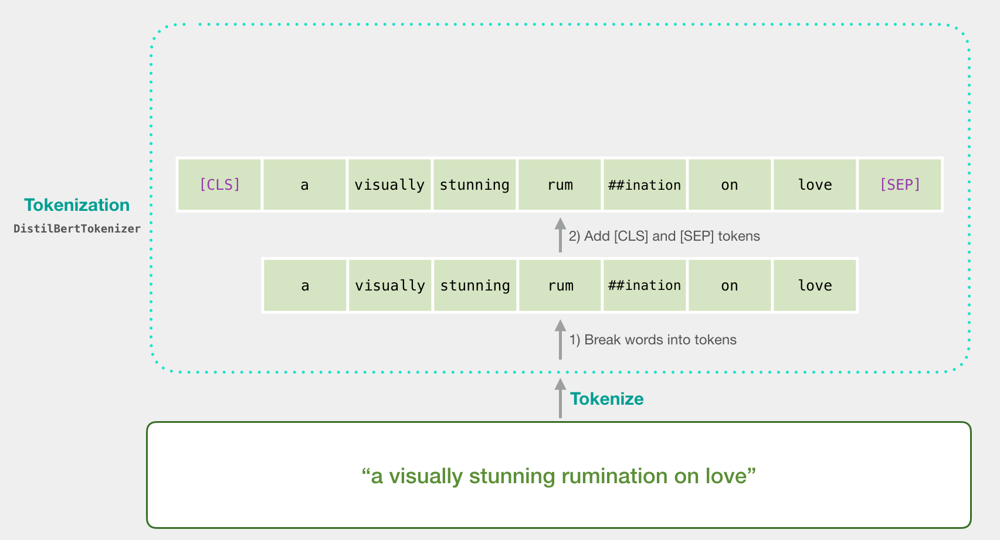 [CLS] a visually stunning rum ##ination on love [SEP]
Tokenization
DistilBertTokenizer
2) Add [CLS] and [SEP] tokens
a visually stunning rum ##ination on love
1) Break words into tokens
Tokenize
“a visually stunning rumination on love”